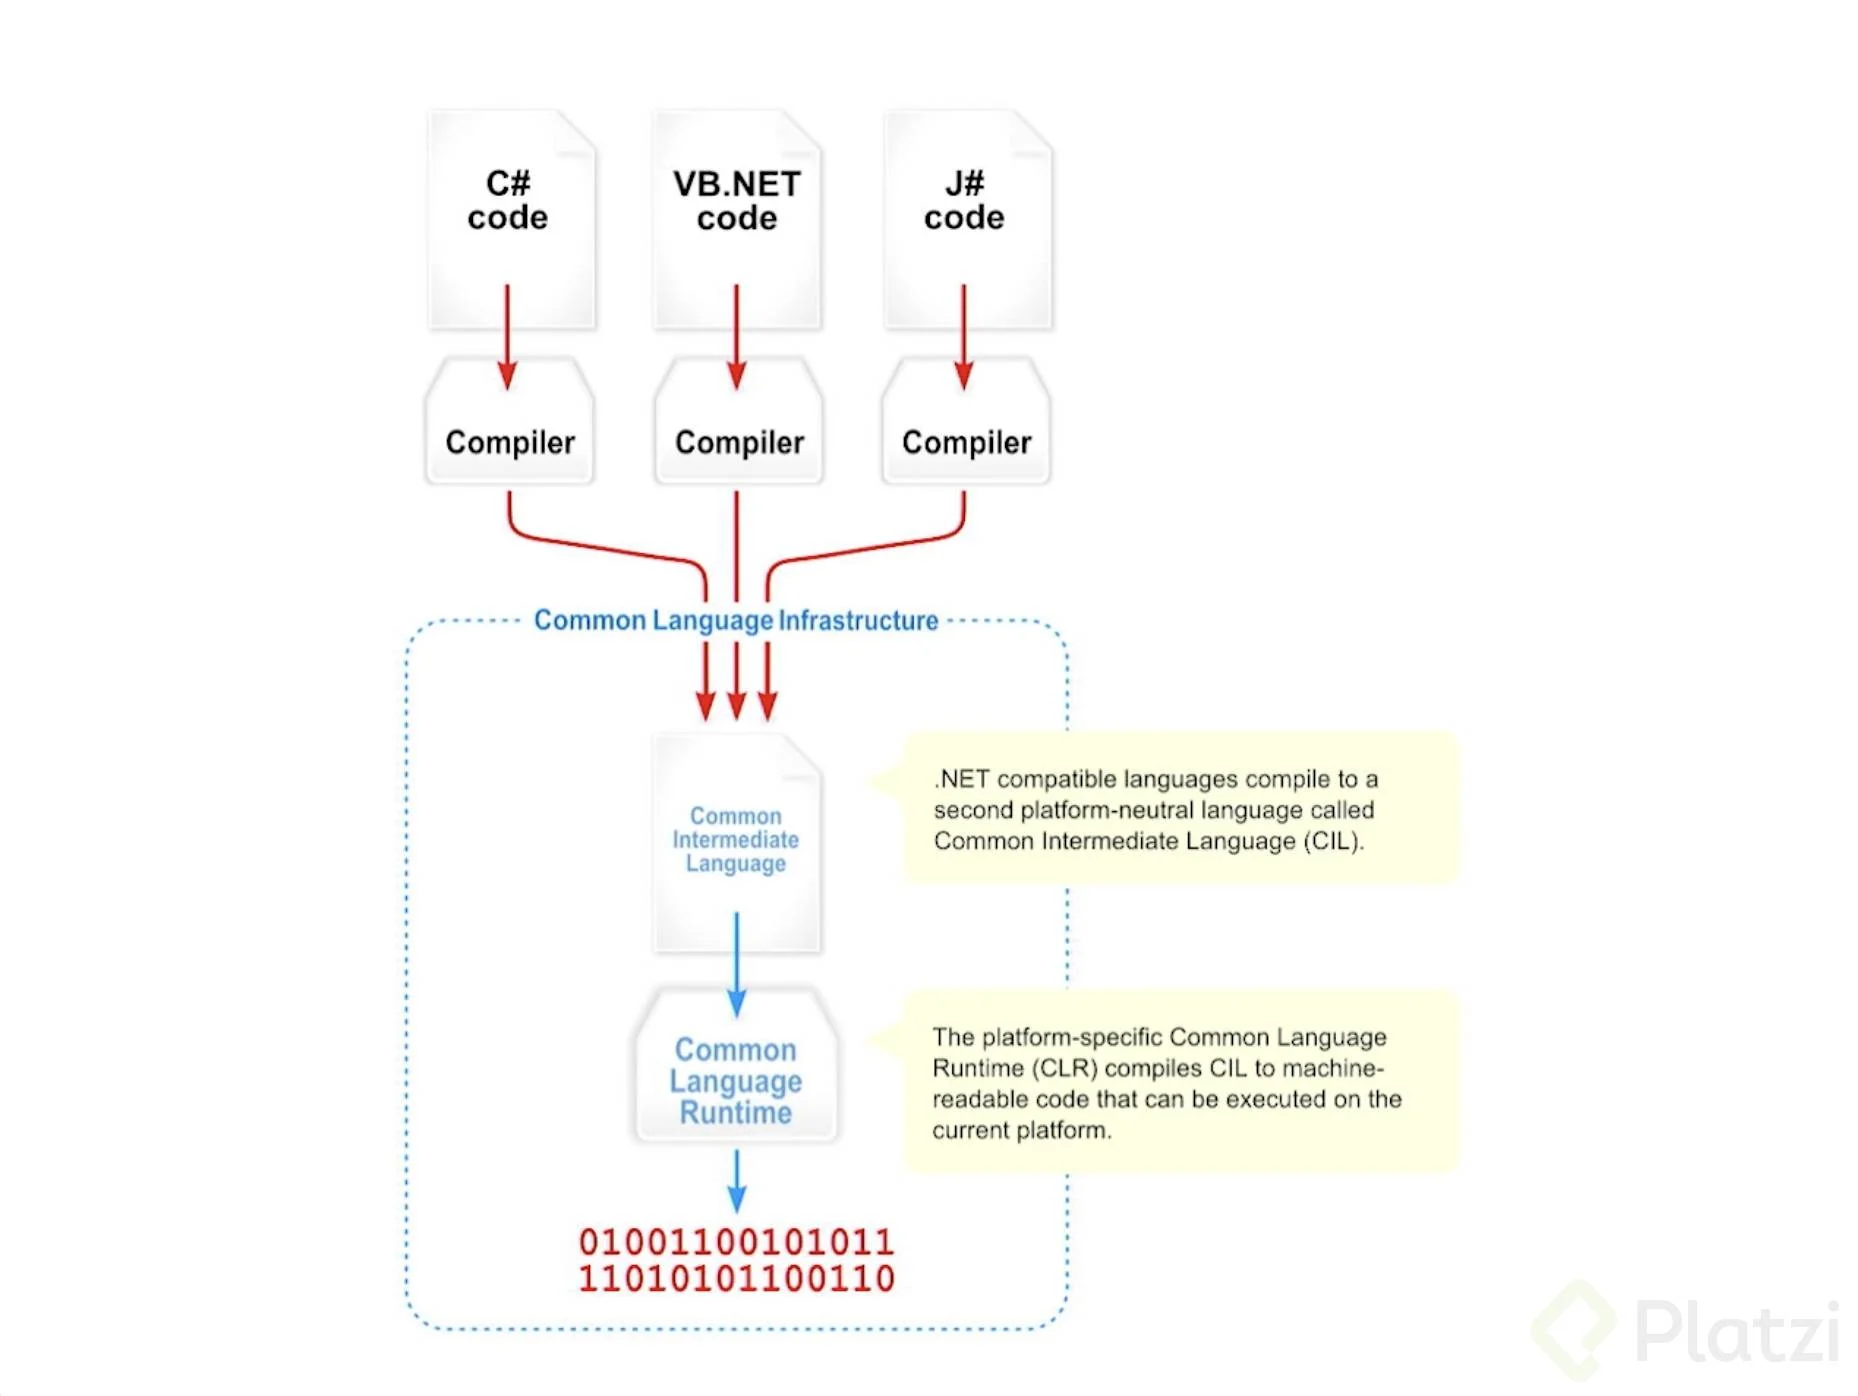 C#
code
VB.NET
code
J#
code
Compiler
Compiler
Compiler
Common Language Infrastructure
Common
Intermediate
Language
.NET compatible languages compile to a
second platform-neutral language called
Common Intermediate Language (CIL).
Common
Language
Runtime
The platform-specific Common Language
Runtime (CLR) compiles CIL to machine-
readable code that can be executed on the
current platform.
01001100101011
11010101100110
Platzi